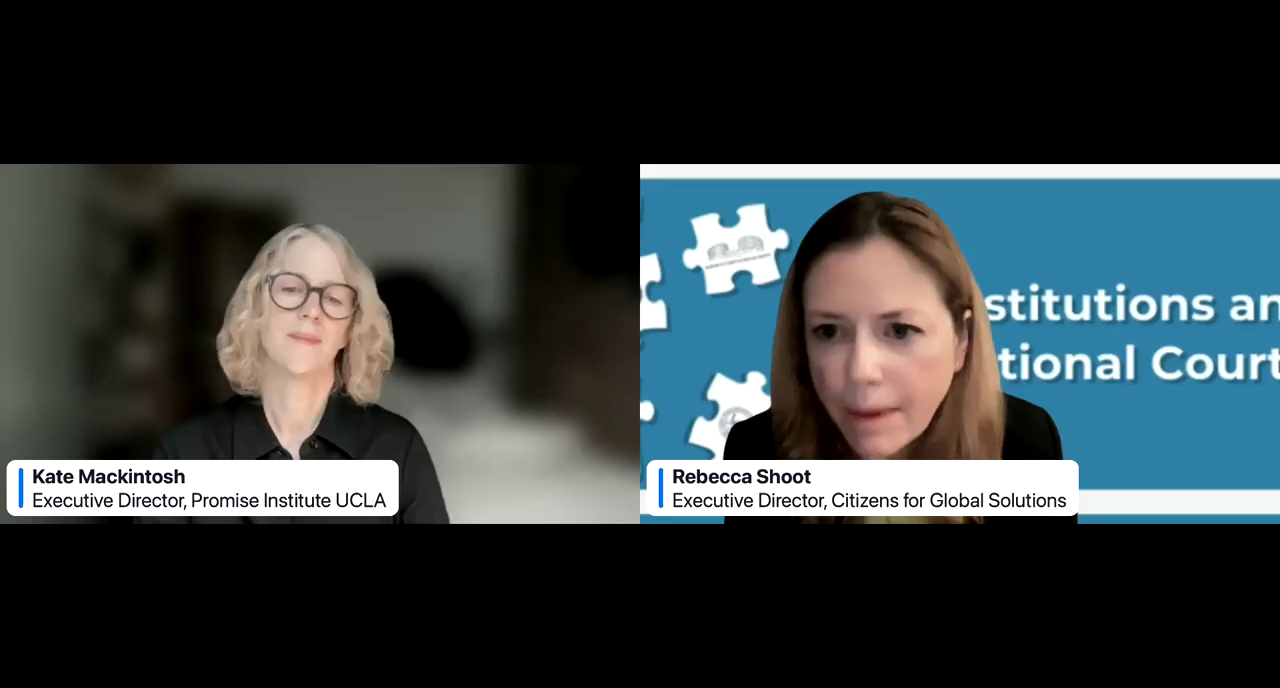 Kate Mackintosh
Executive Director, Promise Institute UCLA
stitutions an
tional Court
Rebecca Shoot
Executive Director, Citizens for Global Solutions